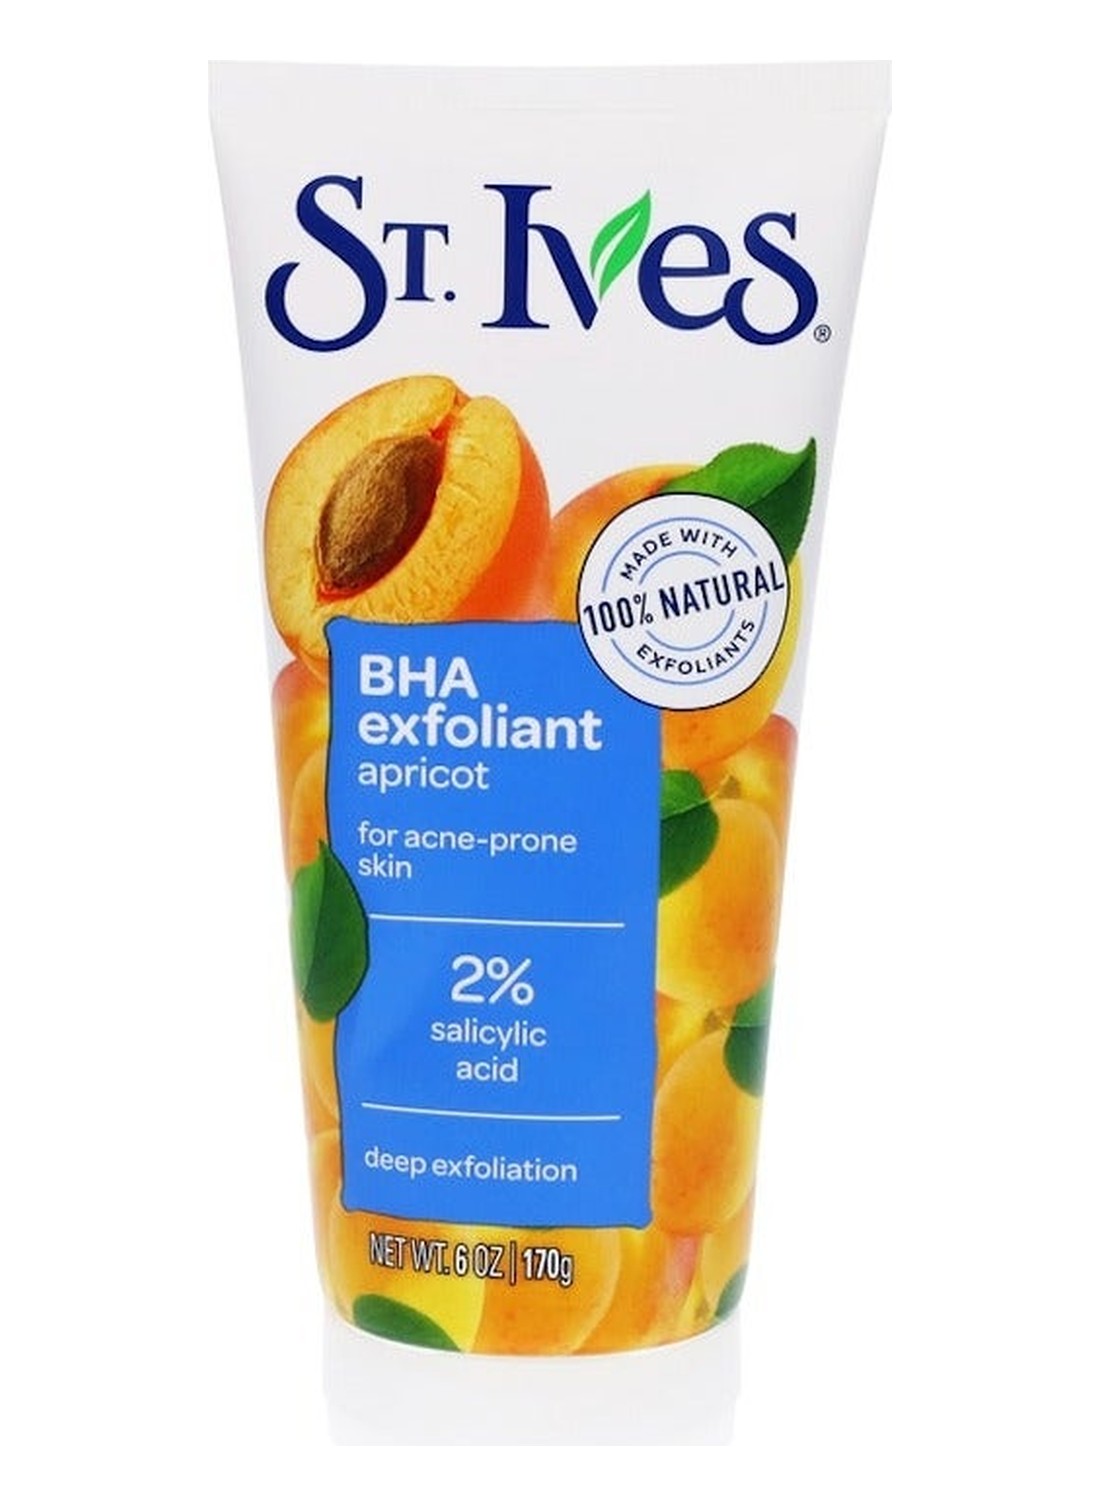 St. Ives®
MADE WITH
100% NATURAL
EXFOLIANTS
BHA
exfoliant
apricot
for acne-prone
skin
2%
salicylic
acid
deep exfoliation
NET WT. 6 OZ | 170g